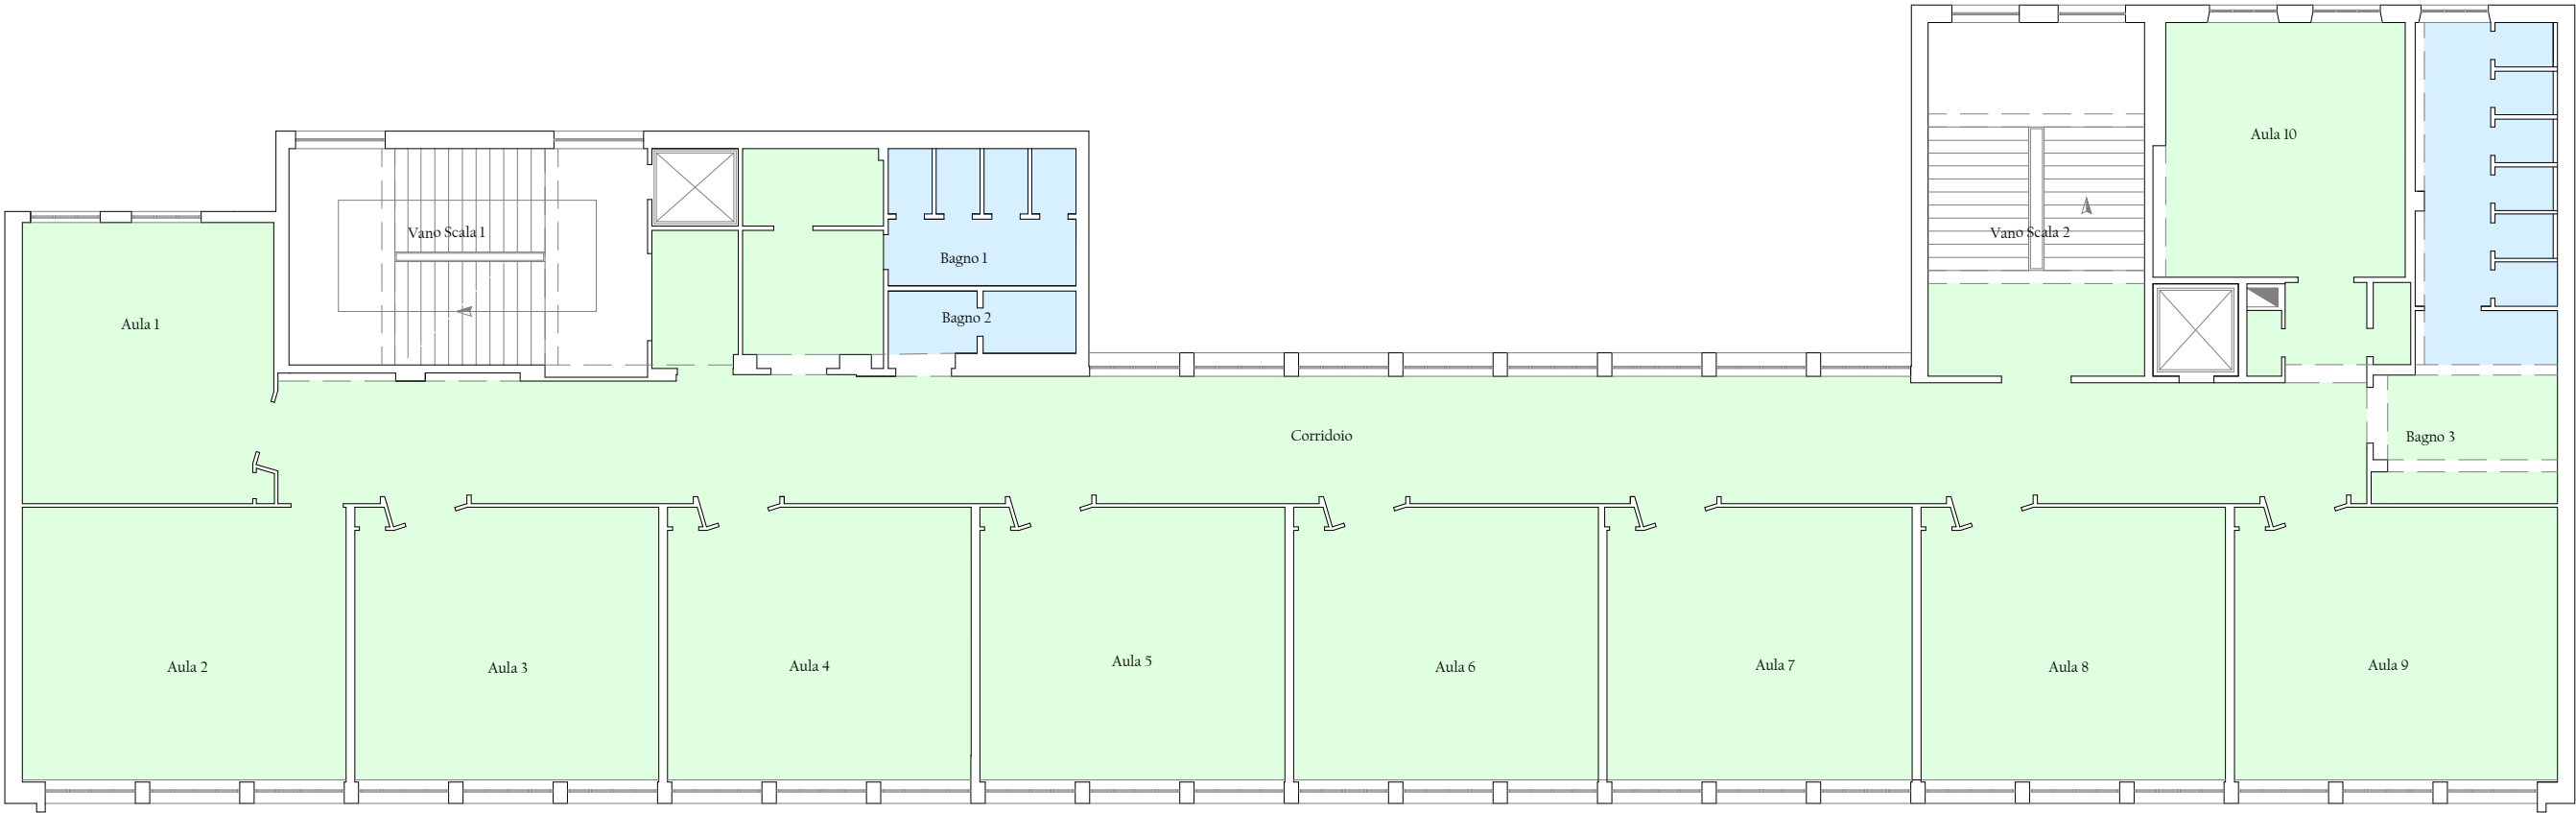 Aula 10
Vano Scala 1
Vano Scala 2
Bagno 1
Bagno 2
Aula 1
Corridoio
Bagno 3
Aula 2
Aula 3
Aula 4
Aula 5
Aula 6
Aula 7
Aula 8
Aula 9